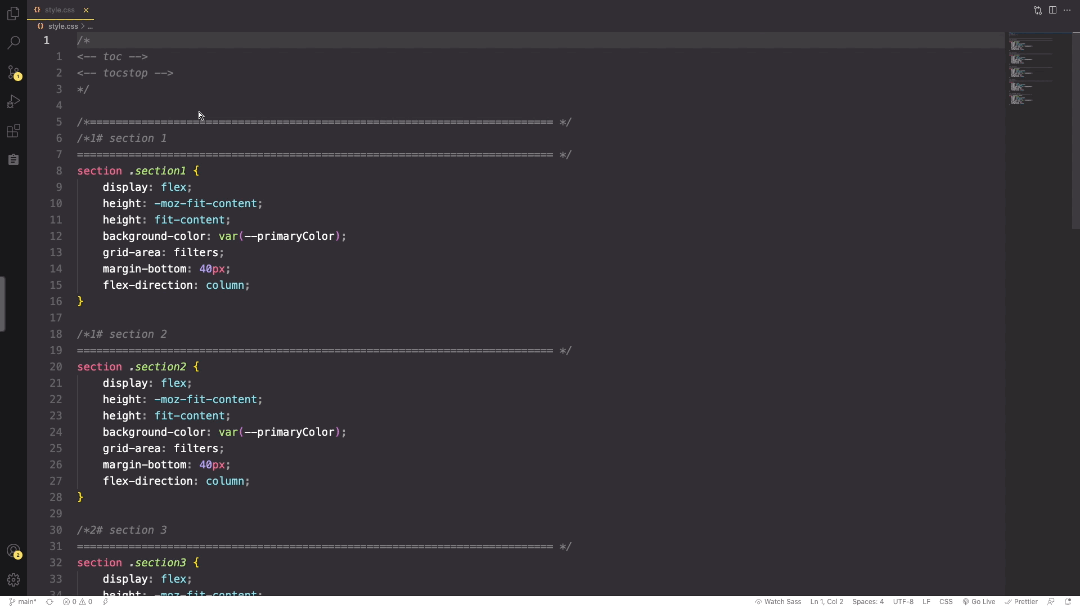 style.css
style.css > ...
1 /*
1 <-- toc -->
2 <-- tocstop -->
3 */
4
5 /*========================================================================== */
6 /*1# section 1
7 ========================================================================== */
8 section .section1 {
9 display: flex;
10 height: -moz-fit-content;
11 height: fit-content;
12 background-color: var(--primaryColor);
13 grid-area: filters;
14 margin-bottom: 40px;
15 flex-direction: column;
16 }
17
18 /*1# section 2
19 ========================================================================== */
20 section .section2 {
21 display: flex;
22 height: -moz-fit-content;
23 height: fit-content;
24 background-color: var(--primaryColor);
25 grid-area: filters;
26 margin-bottom: 40px;
27 flex-direction: column;
28 }
29
30 /*2# section 3
31 ========================================================================== */
32 section .section3 {
33 display: flex;
34 height: -moz-fit-content;
main* 0 0 Watch Sass Ln 1, Col 2 Spaces: 4 UTF-8 LF CSS Go Live Prettier